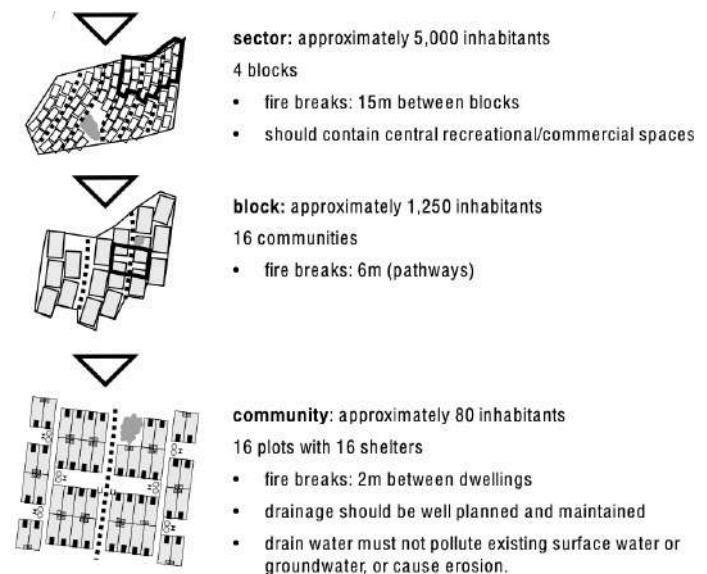 sector: approximately 5,000 inhabitants
4 blocks
• fire breaks: 15m between blocks
• should contain central recreational/commercial spaces
block: approximately 1,250 inhabitants
16 communities
• fire breaks: 6m (pathways)
community: approximately 80 inhabitants
16 plots with 16 shelters
• fire breaks: 2m between dwellings
• drainage should be well planned and maintained
• drain water must not pollute existing surface water or
groundwater, or cause erosion.